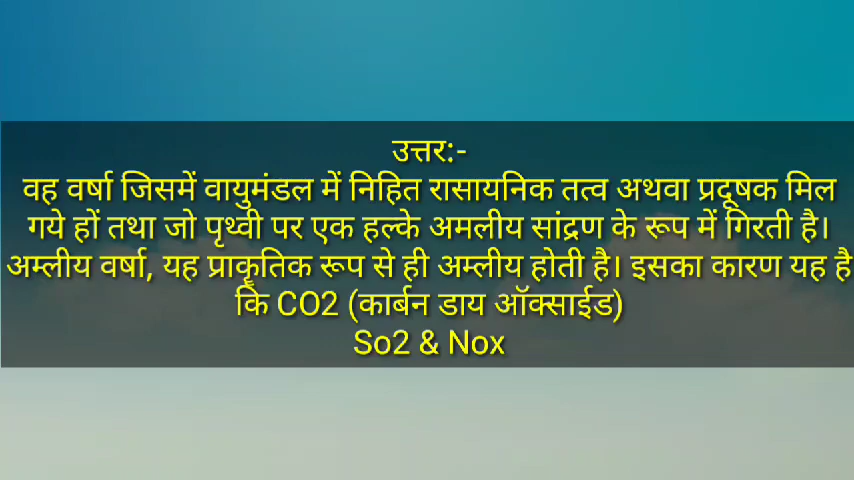 उत्तर:-
वह वर्षा जिसमें वायुमंडल में निहित रासायनिक तत्व अथवा प्रदूषक मिल
गये हों तथा जो पृथ्वी पर एक हल्के अमलीय सांद्रण के रूप में गिरती है।
अम्लीय वर्षा, यह प्राकृतिक रूप से ही अम्लीय होती है। इसका कारण यह है
कि CO2 (कार्बन डाय ऑक्साईड)
So2 & Nox